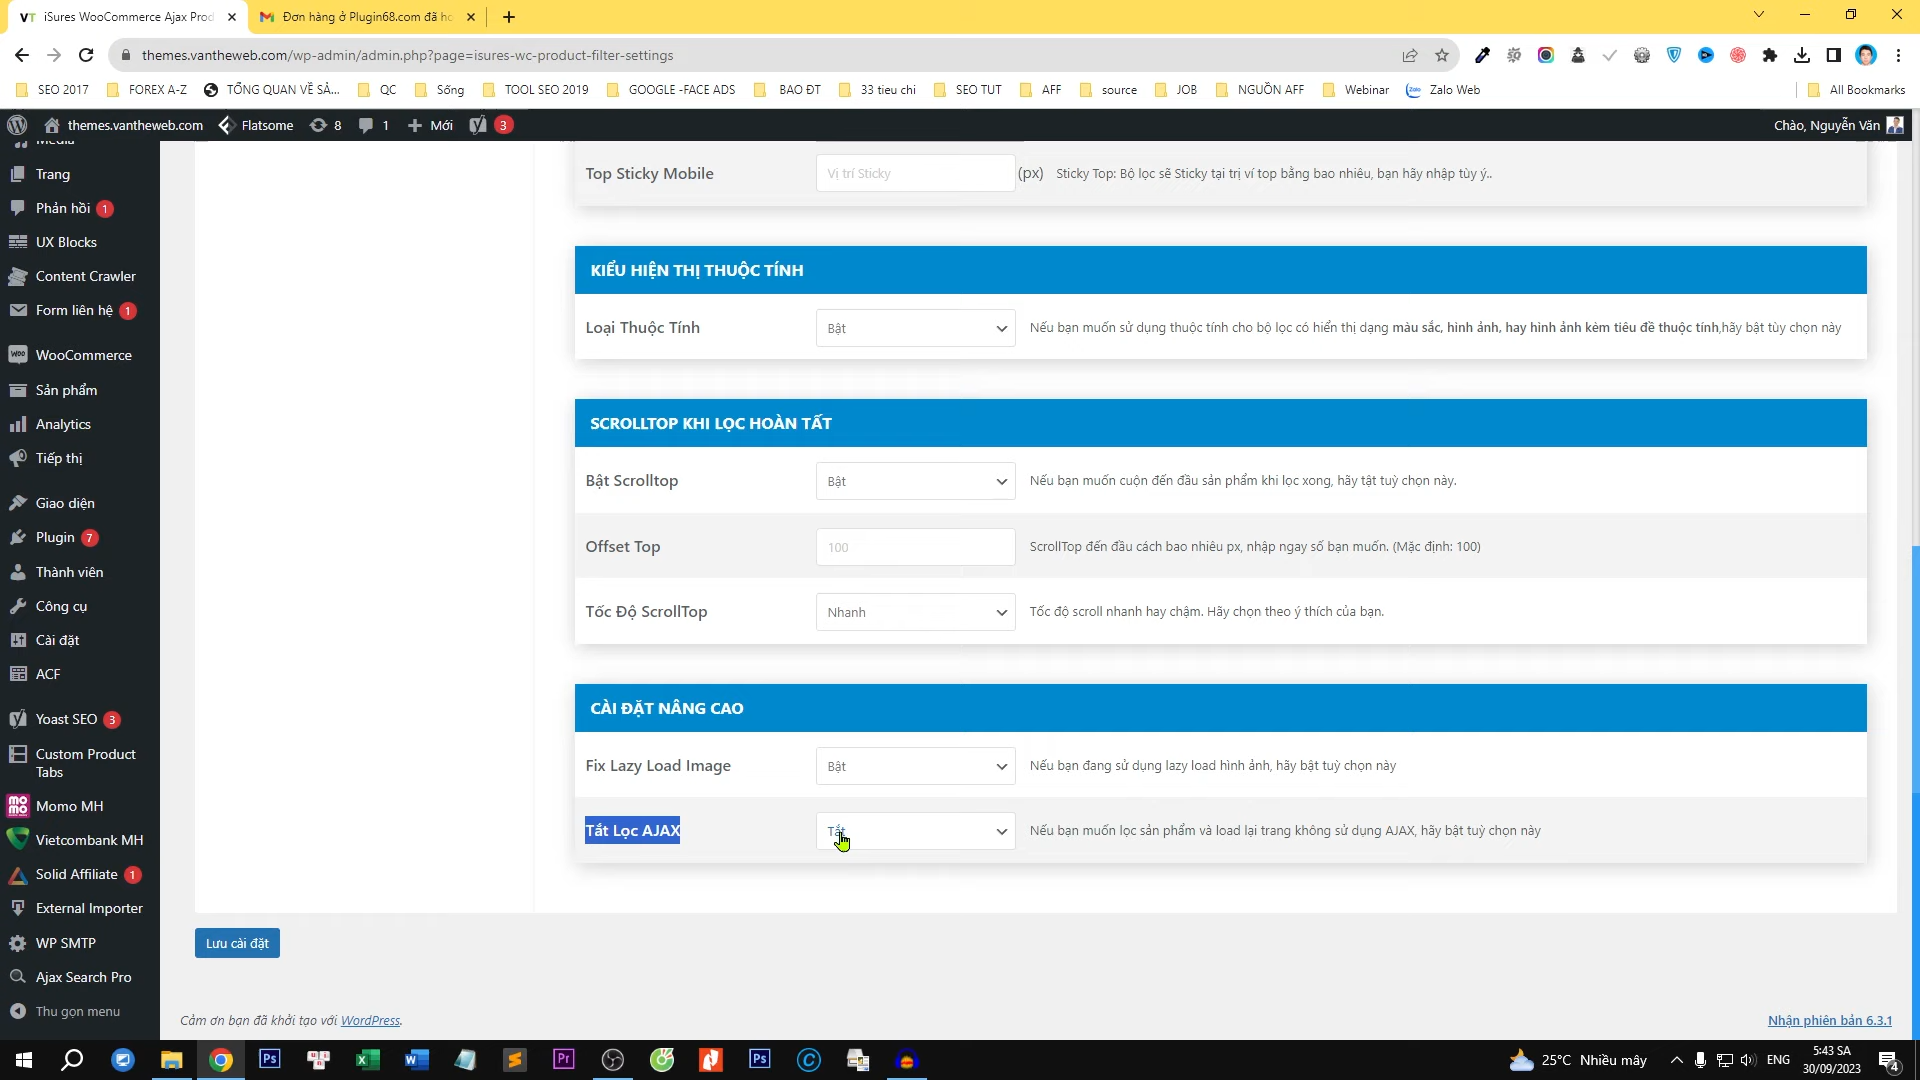 iSures WooCommerce Ajax Prod
Đơn hàng ở Plugin68.com đã ho
themes.vantheweb.com/wp-admin/admin.php?page=isures-wc-product-filter-settings
SEO 2017
FOREX A-Z
TỔNG QUAN VỀ SẢ...
QC
Sống
TOOL SEO 2019
GOOGLE -FACE ADS
BAO ĐT
33 tieu chi
SEO TUT
AFF
source
JOB
NGUỒN AFF
Webinar
Zalo Web
All Bookmarks
themes.vantheweb.com
Flatsome
8
1
Mới
3
Chào, Nguyễn Văn
Media
Trang
Phản hồi 1
UX Blocks
Content Crawler
Form liên hệ 1
WooCommerce
Sản phẩm
Analytics
Tiếp thị
Giao diện
Plugin 7
Thành viên
Công cụ
Cài đặt
ACF
Yoast SEO 3
Custom Product
Tabs
Momo MH
Vietcombank MH
Solid Affiliate 1
External Importer
WP SMTP
Ajax Search Pro
Thu gọn menu
Top Sticky Mobile
Vị trí Sticky
(px)
Sticky Top: Bộ lọc sẽ Sticky tại trị ví top bằng bao nhiêu, bạn hãy nhập tùy ý..
KIỂU HIỆN THỊ THUỘC TÍNH
Loại Thuộc Tính
Bật
Nếu bạn muốn sử dụng thuộc tính cho bộ lọc có hiển thị dạng màu sắc, hình ảnh, hay hình ảnh kèm tiêu đề thuộc tính,hãy bật tùy chọn này
SCROLLTOP KHI LỌC HOÀN TẤT
Bật Scrolltop
Bật
Nếu bạn muốn cuộn đến đầu sản phẩm khi lọc xong, hãy tật tuỳ chọn này.
Offset Top
100
ScrollTop đến đầu cách bao nhiêu px, nhập ngay số bạn muốn. (Mặc định: 100)
Tốc Độ ScrollTop
Nhanh
Tốc độ scroll nhanh hay chậm. Hãy chọn theo ý thích của bạn.
CÀI ĐẶT NÂNG CAO
Fix Lazy Load Image
Bật
Nếu bạn đang sử dụng lazy load hình ảnh, hãy bật tuỳ chọn này
Tắt Lọc AJAX
Tắt
Nếu bạn muốn lọc sản phẩm và load lại trang không sử dụng AJAX, hãy bật tuỳ chọn này
Lưu cài đặt
Cảm ơn bạn đã khởi tạo với WordPress.
Nhận phiên bản 6.3.1
25°C Nhiều mây
ENG
5:43 SA
30/09/2023
4